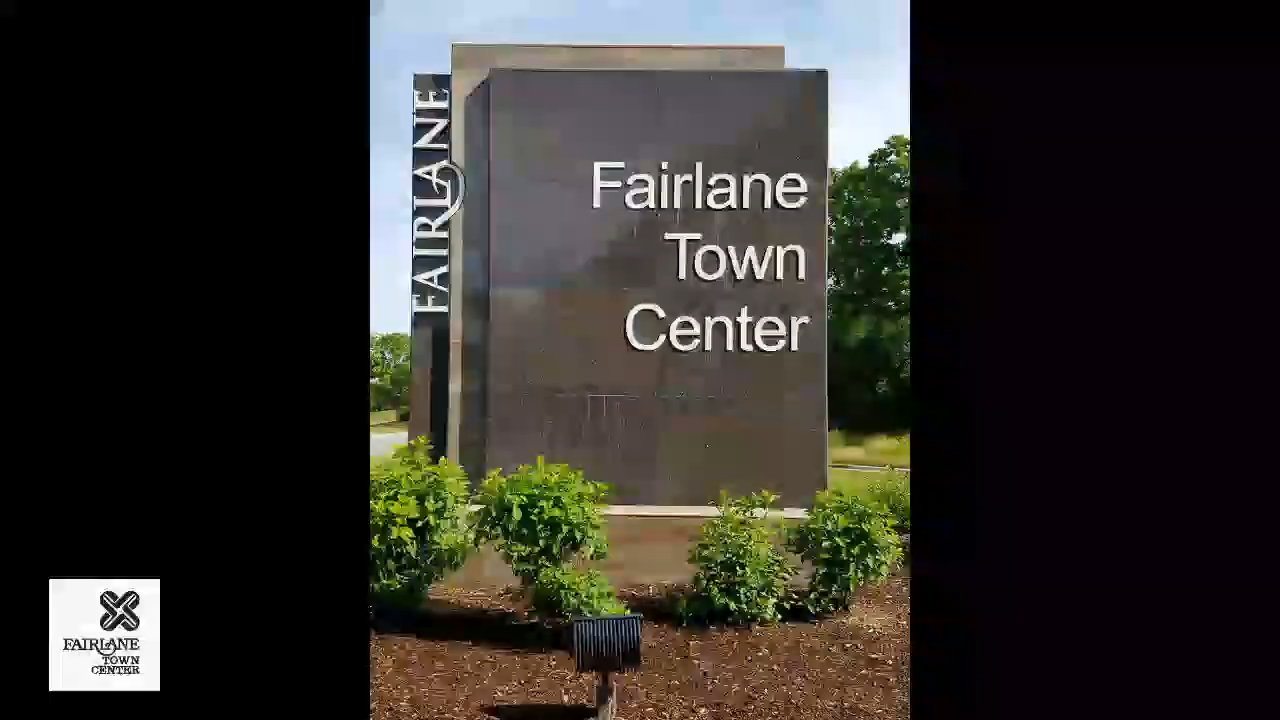 FAIRLANE
Fairlane
Town
Center
FAIRLANE
TOWN
CENTER